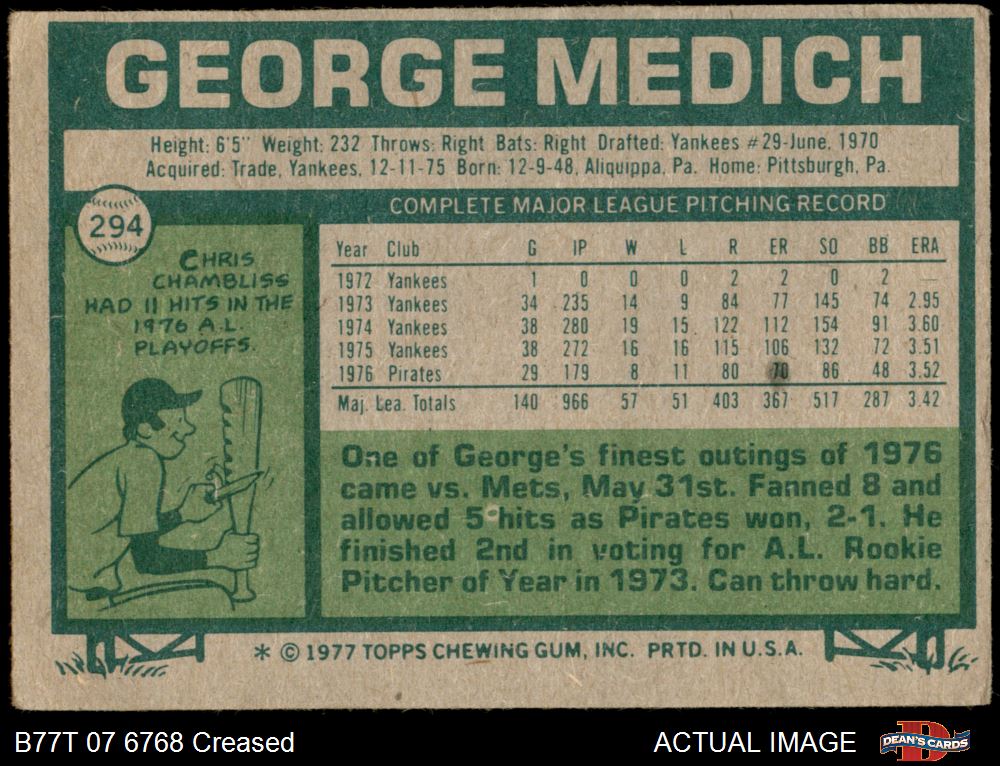 GEORGE MEDICH
Height: 6'5" Weight: 232 Throws: Right Bats: Right Drafted: Yankees #29-June, 1970
Acquired: Trade, Yankees, 12-11-75 Born: 12-9-48, Aliquippa, Pa. Home: Pittsburgh, Pa.
294
COMPLETE MAJOR LEAGUE PITCHING RECORD
CHRIS
CHAMBLISS
HAD 11 HITS IN THE
1976 A.L.
PLAYOFFS.
Year Club G IP W L R ER SO BB ERA
1972 Yankees 1 0 0 0 2 2 0 2 —
1973 Yankees 34 235 14 9 84 77 145 74 2.95
1974 Yankees 38 280 19 15 122 112 154 91 3.60
1975 Yankees 38 272 16 16 115 106 132 72 3.51
1976 Pirates 29 179 8 11 80 70 86 48 3.52
Maj. Lea. Totals 140 966 57 51 403 367 517 287 3.42
One of George's finest outings of 1976
came vs. Mets, May 31st. Fanned 8 and
allowed 5 hits as Pirates won, 2-1. He
finished 2nd in voting for A.L. Rookie
Pitcher of Year in 1973. Can throw hard.
* © 1977 TOPPS CHEWING GUM, INC. PRTD. IN U.S.A.
B77T 07 6768 Creased
ACTUAL IMAGE
DEAN'S CARDS